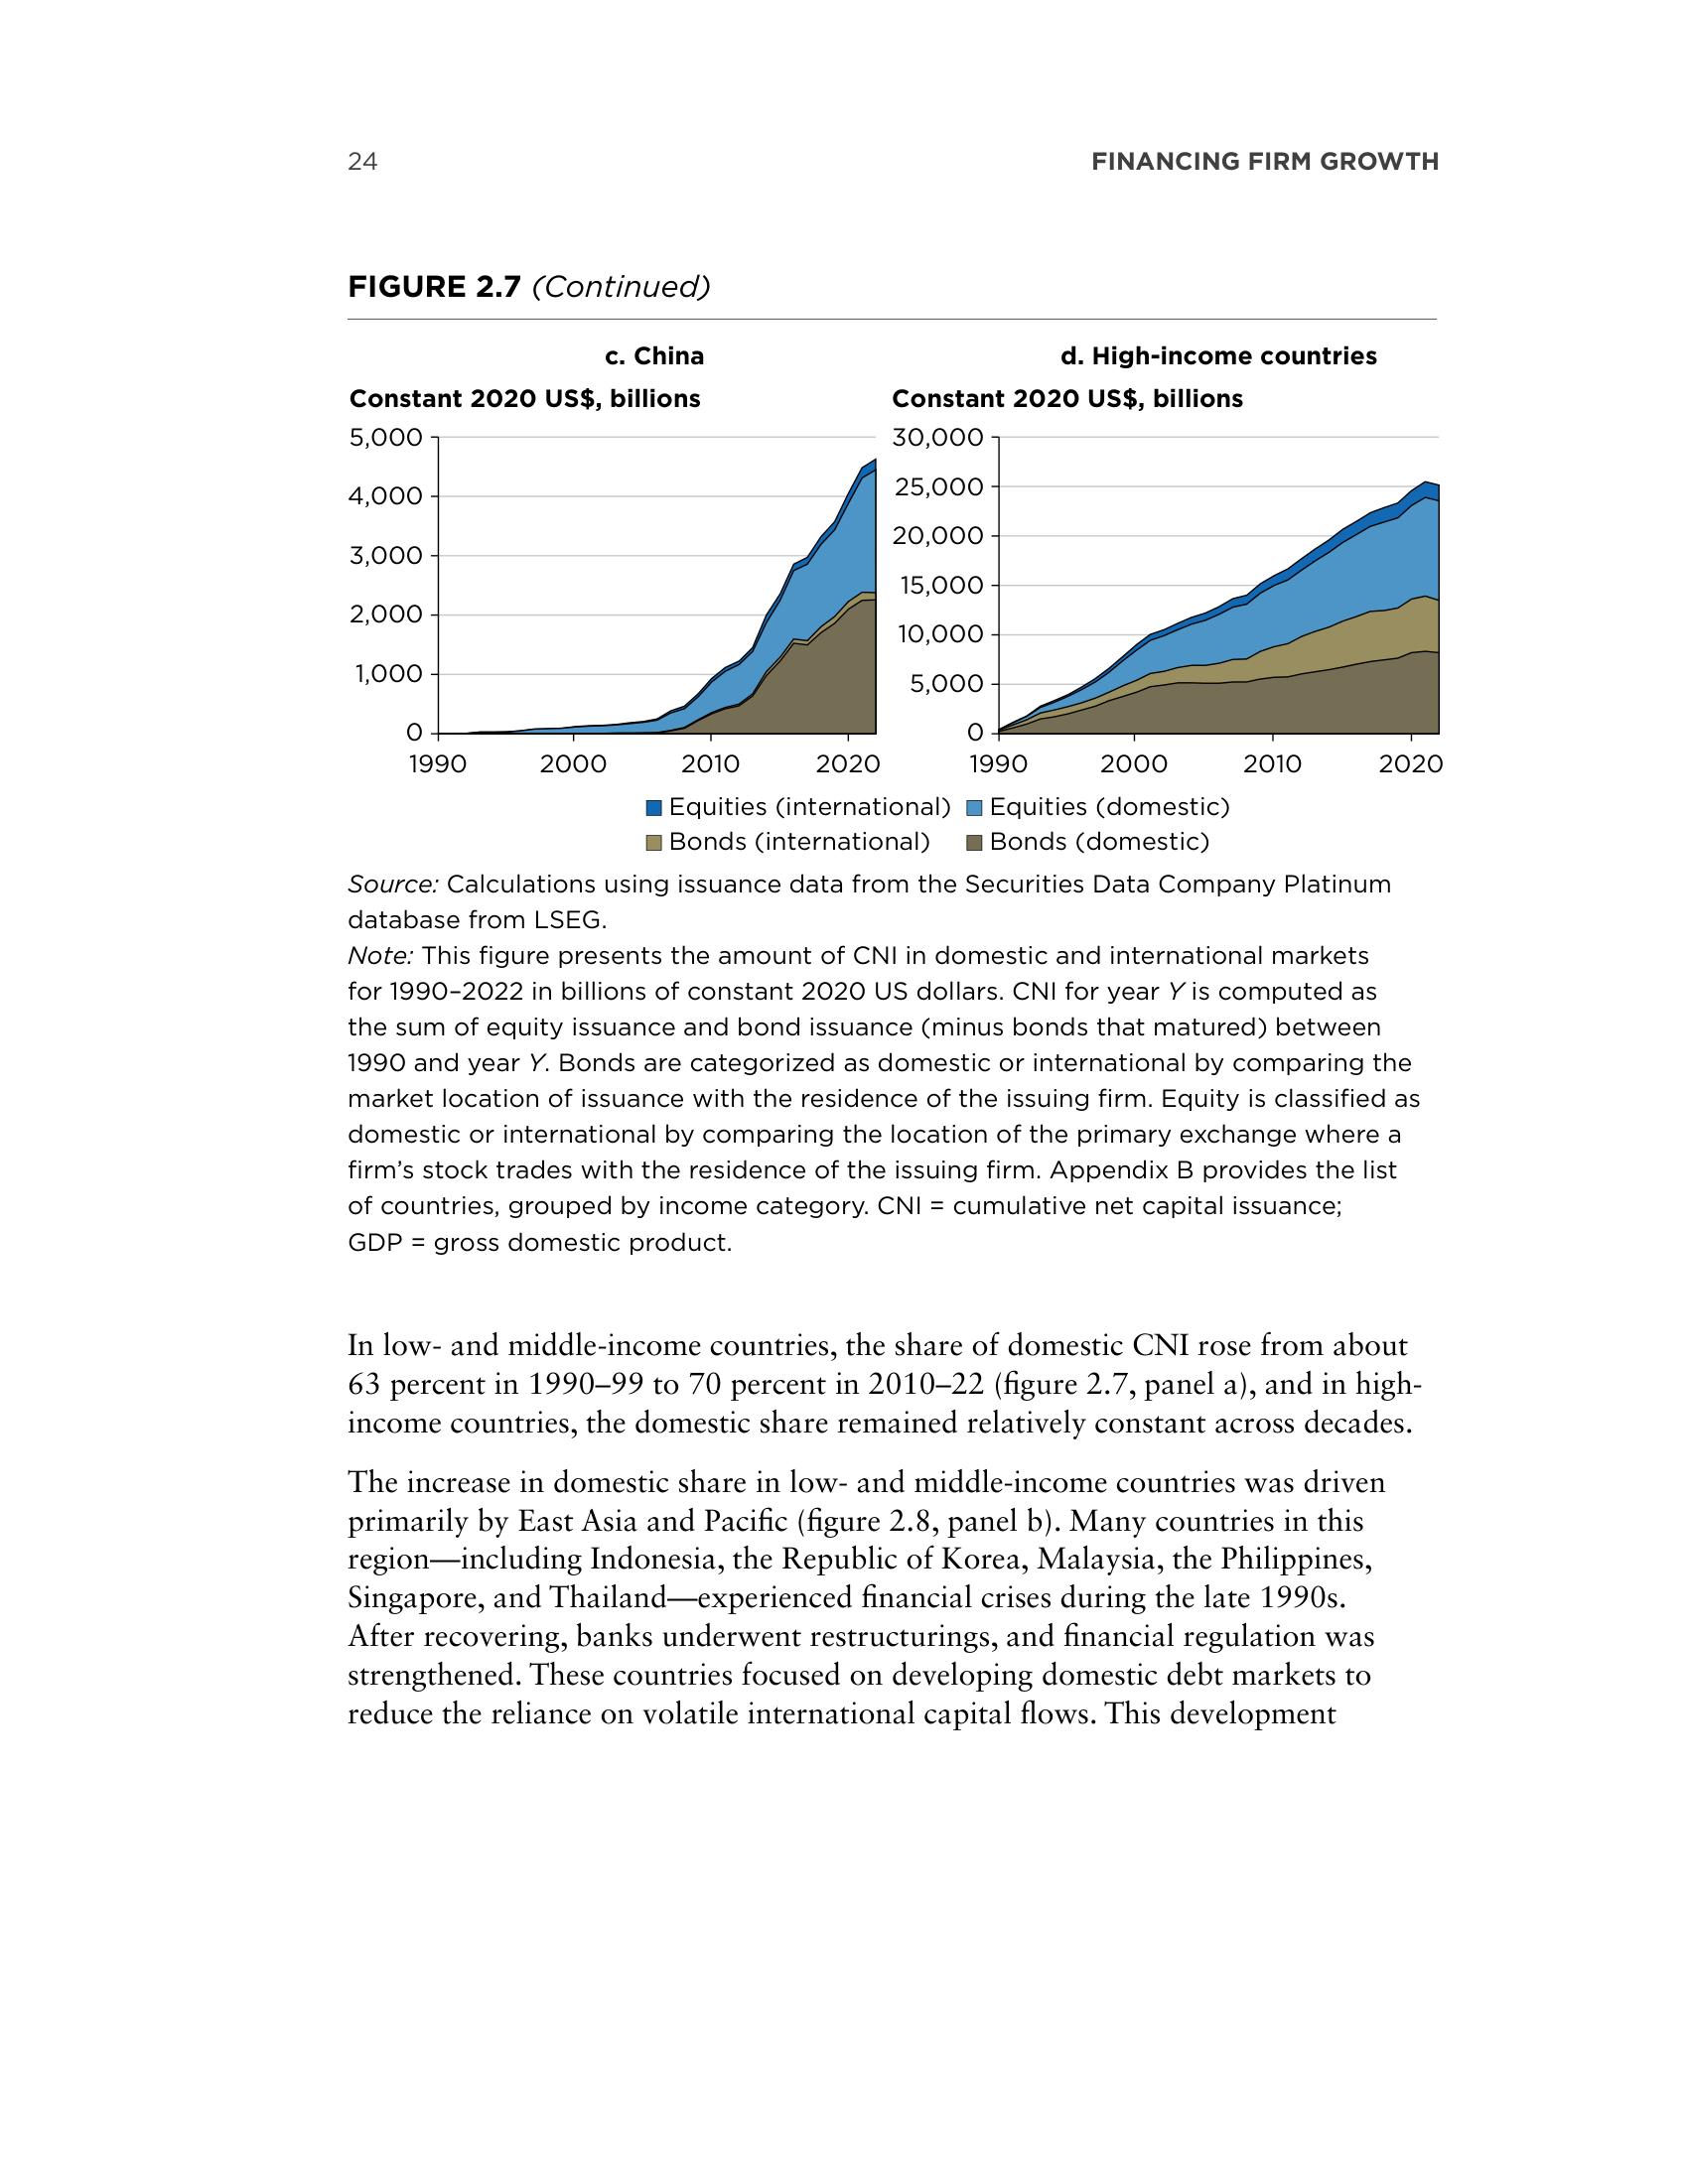 24 FINANCING FIRM GROWTH
FIGURE 2.7 (Continued)
c. China
Constant 2020 US$, billions
5,000
4,000
3,000
2,000
1,000
0
1990 2000 2010 2020
d. High-income countries
Constant 2020 US$, billions
30,000
25,000
20,000
15,000
10,000
5,000
0
1990 2000 2010 2020
Equities (international) Equities (domestic)
Bonds (international) Bonds (domestic)
Source: Calculations using issuance data from the Securities Data Company Platinum
database from LSEG.
Note: This figure presents the amount of CNI in domestic and international markets
for 1990–2022 in billions of constant 2020 US dollars. CNI for year Y is computed as
the sum of equity issuance and bond issuance (minus bonds that matured) between
1990 and year Y. Bonds are categorized as domestic or international by comparing the
market location of issuance with the residence of the issuing firm. Equity is classified as
domestic or international by comparing the location of the primary exchange where a
firm’s stock trades with the residence of the issuing firm. Appendix B provides the list
of countries, grouped by income category. CNI = cumulative net capital issuance;
GDP = gross domestic product.
In low- and middle-income countries, the share of domestic CNI rose from about
63 percent in 1990–99 to 70 percent in 2010–22 (figure 2.7, panel a), and in high-
income countries, the domestic share remained relatively constant across decades.
The increase in domestic share in low- and middle-income countries was driven
primarily by East Asia and Pacific (figure 2.8, panel b). Many countries in this
region—including Indonesia, the Republic of Korea, Malaysia, the Philippines,
Singapore, and Thailand—experienced financial crises during the late 1990s.
After recovering, banks underwent restructurings, and financial regulation was
strengthened. These countries focused on developing domestic debt markets to
reduce the reliance on volatile international capital flows. This development